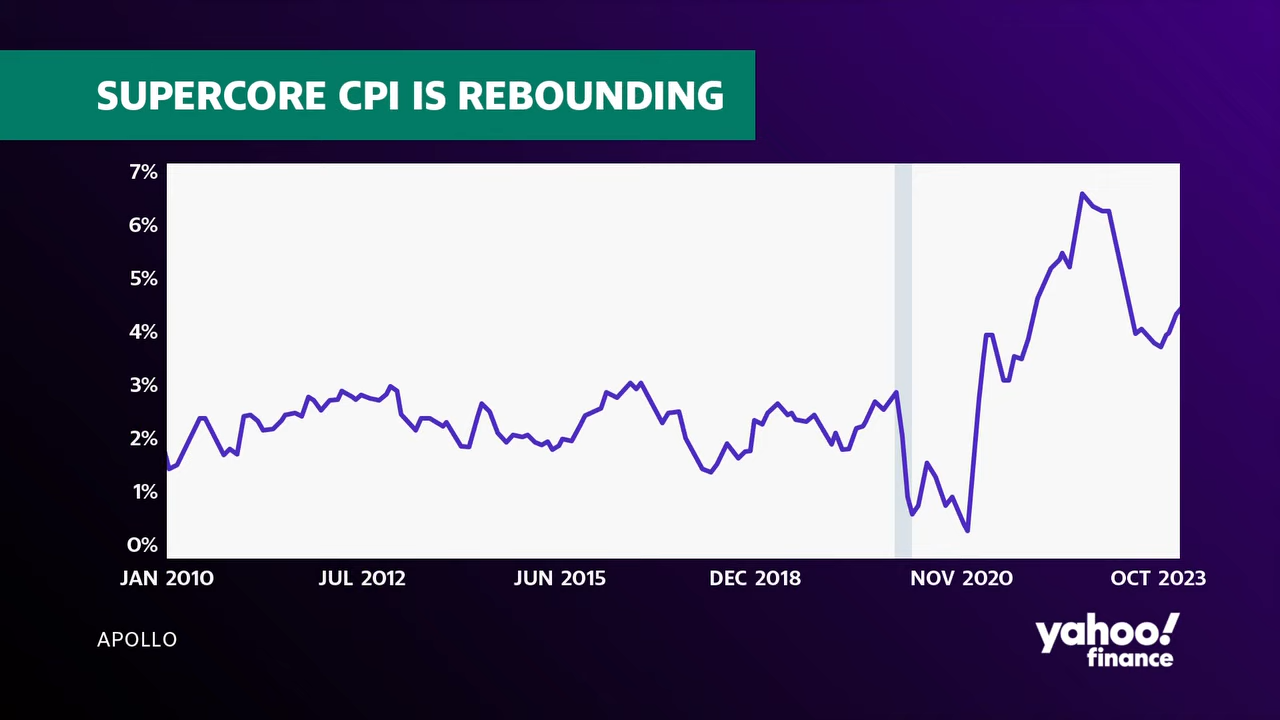 SUPERCORE CPI IS REBOUNDING
7%
6%
5%
4%
3%
2%
1%
0%
JAN 2010 JUL 2012 JUN 2015 DEC 2018 NOV 2020 OCT 2023
APOLLO
yahoo!
finance